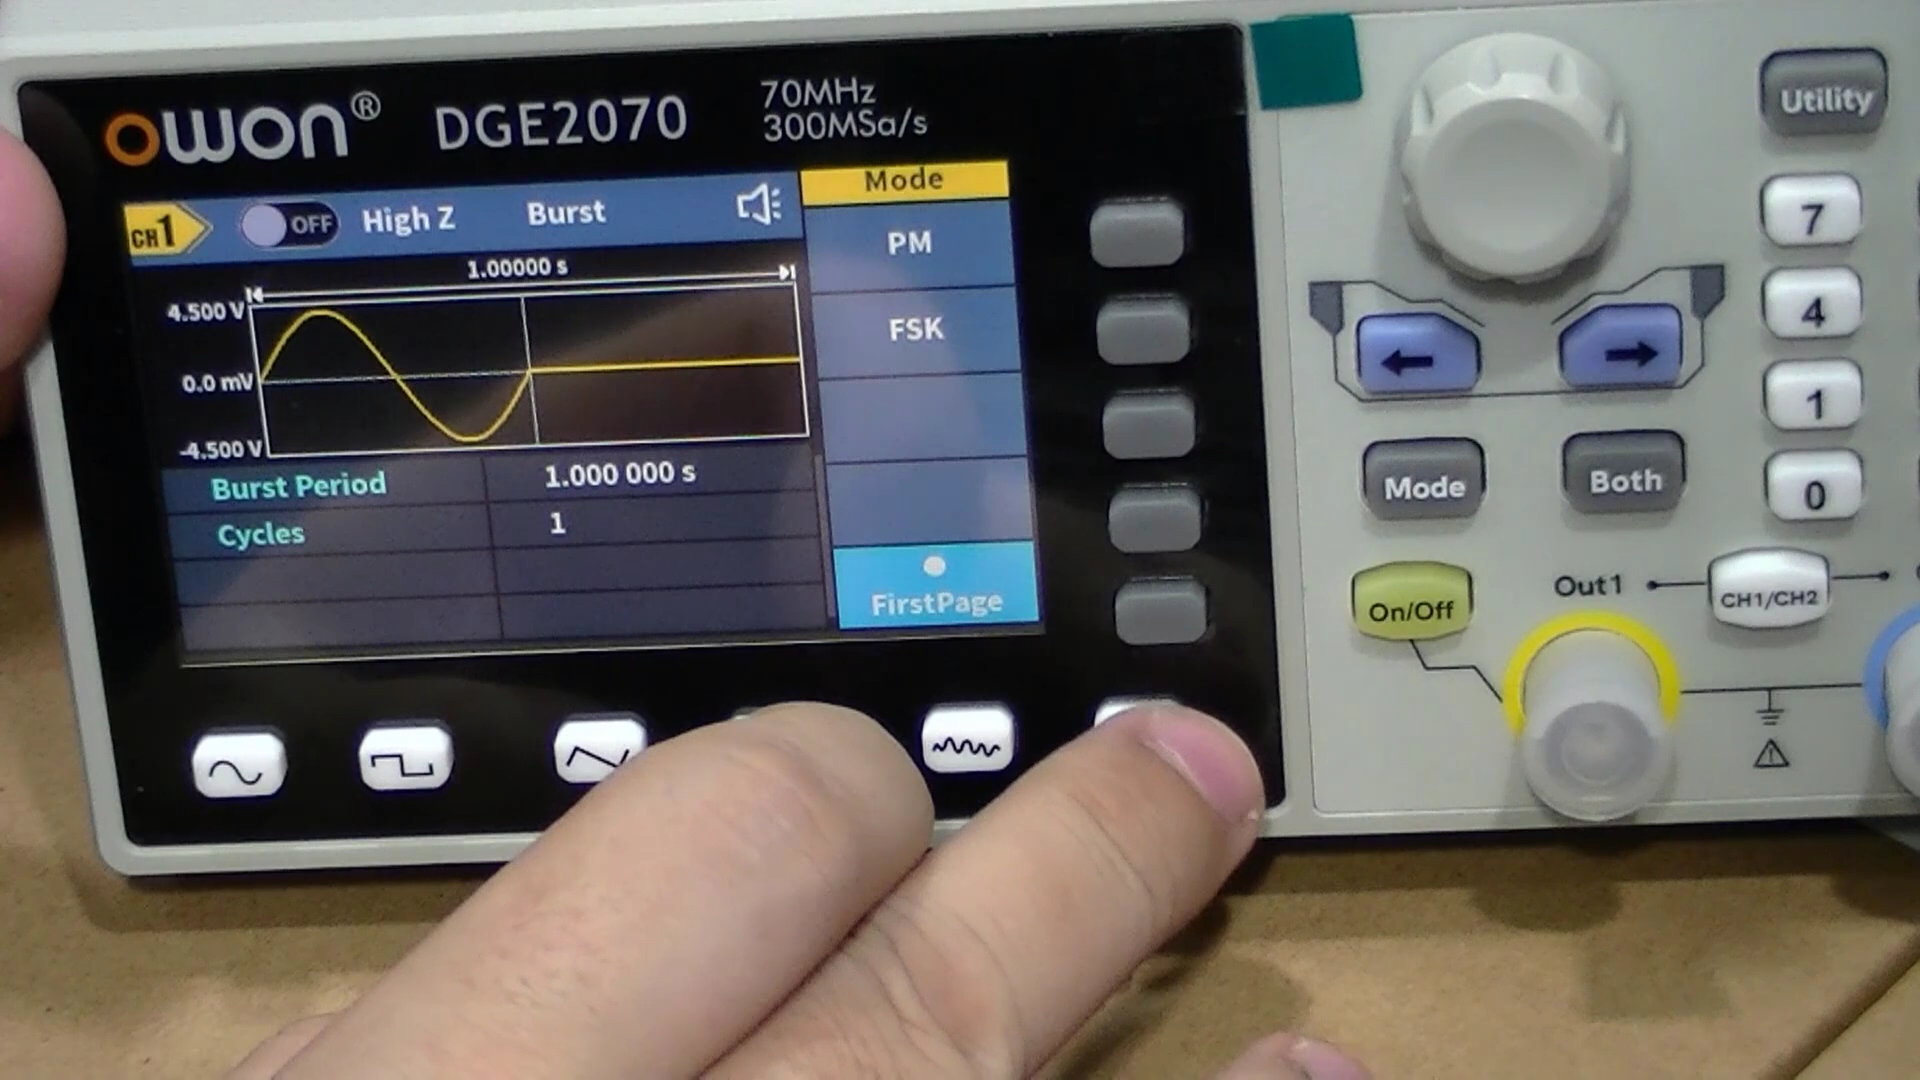 owon® DGE2070 70MHz
300MSa/s
CH1 OFF High Z Burst
1.00000 s
4.500 V
0.0 mV
-4.500 V
Burst Period 1.000 000 s
Cycles 1
Mode
PM
FSK
FirstPage
Utility
7
4
1
0
← →
Mode Both
On/Off Out1 CH1/CH2